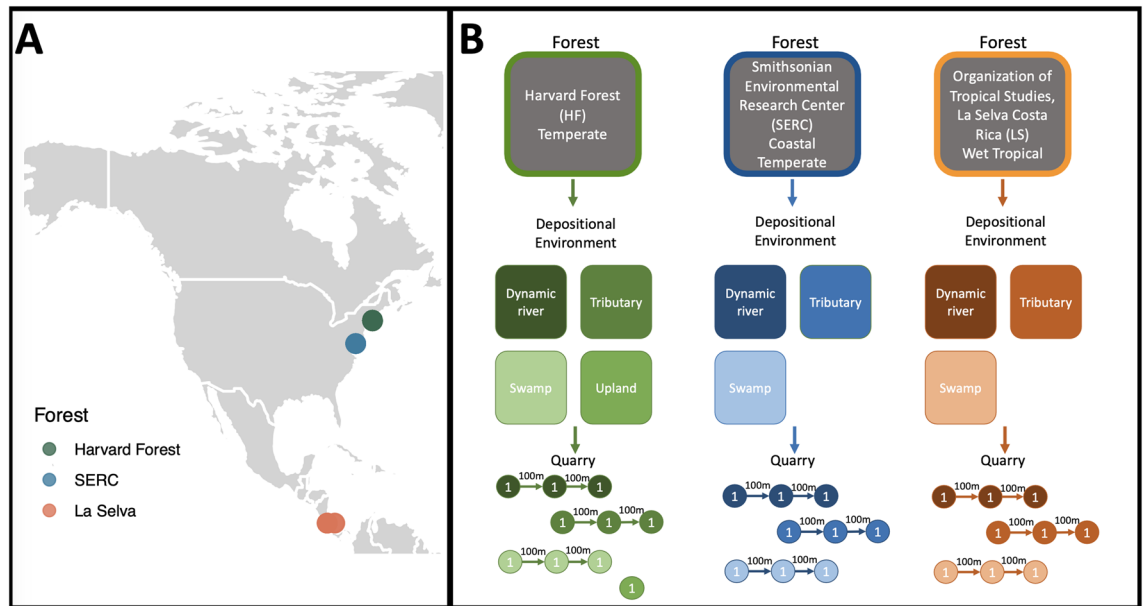 A
Forest
Harvard Forest
SERC
La Selva
B
Forest
Harvard Forest
(HF)
Temperate
Depositional
Environment
Dynamic
river
Tributary
Swamp
Upland
Quarry
100m 100m
1 1 1
100m 100m
1 1 1
100m 100m
1 1 1
1
Forest
Smithsonian
Environmental
Research Center
(SERC)
Coastal
Temperate
Depositional
Environment
Dynamic
river
Tributary
Swamp
Quarry
100m 100m
1 1 1
100m 100m
1 1 1
100m 100m
1 1 1
Forest
Organization of
Tropical Studies,
La Selva Costa
Rica (LS)
Wet Tropical
Depositional
Environment
Dynamic
river
Tributary
Swamp
Quarry
100m 100m
1 1 1
100m 100m
1 1 1
100m 100m
1 1 1